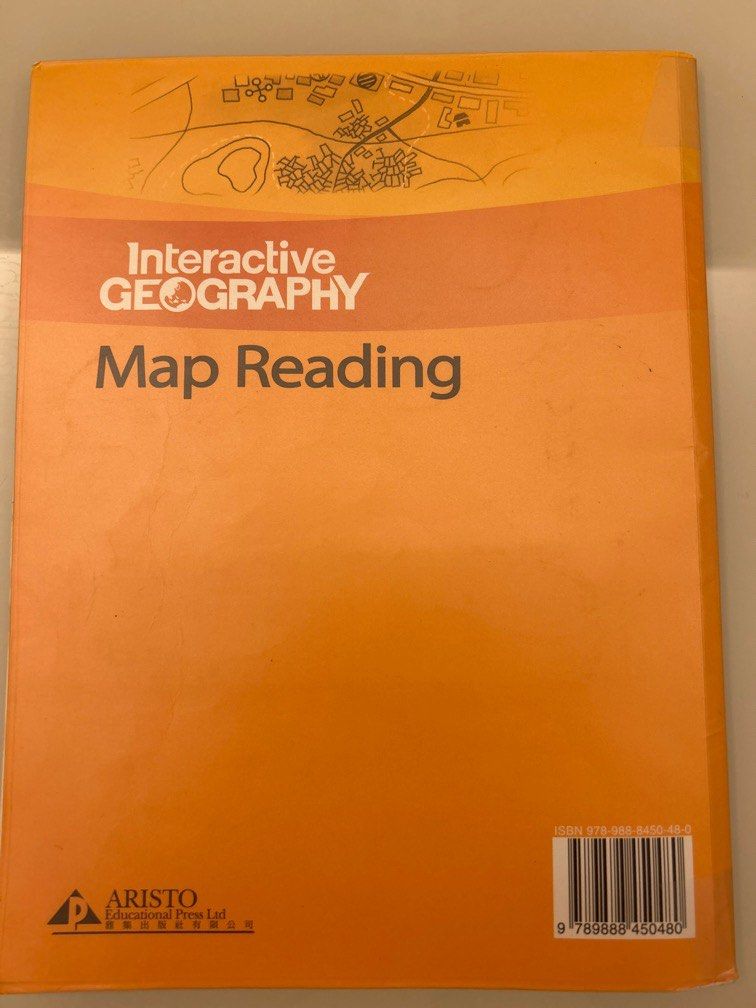 Interactive
GEOGRAPHY
Map Reading
ISBN 978-988-8450-48-0
9 789888 450480
ARISTO
Educational Press Ltd
雅集出版社有限公司